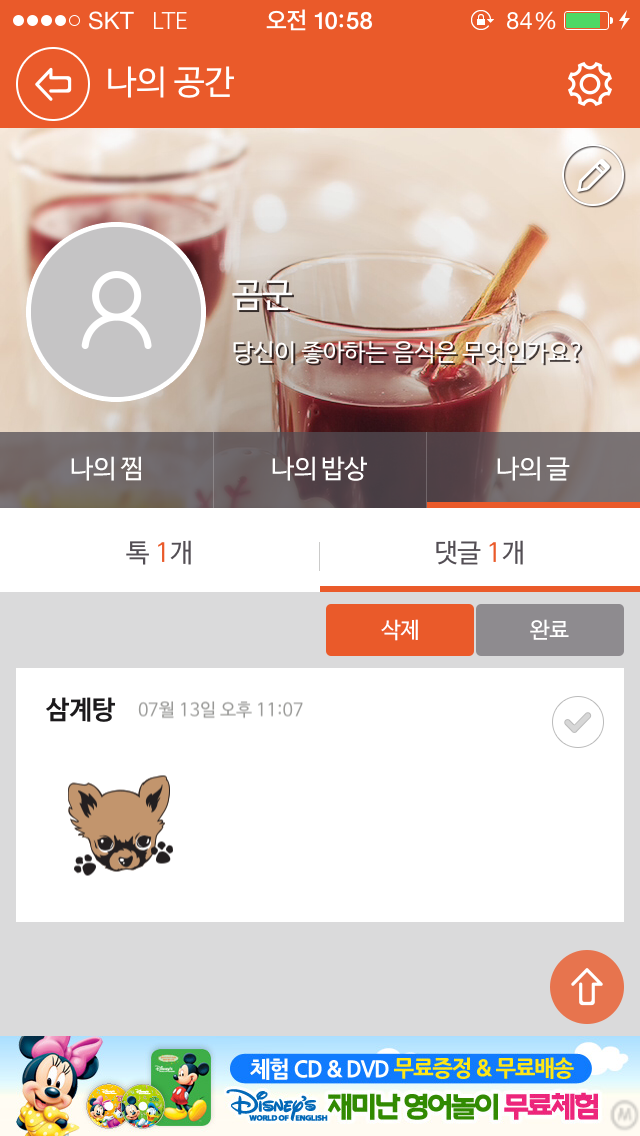 SKT LTE 오전 10:58 84%
나의 공간
곰군
당신이 좋아하는 음식은 무엇인가요?
나의 찜 나의 밥상 나의 글
톡 1개 댓글 1개
삭제 완료
삼계탕 07월 13일 오후 11:07
체험 CD & DVD 무료증정 & 무료배송
Disney's WORLD OF ENGLISH 재미난 영어놀이 무료체험
M